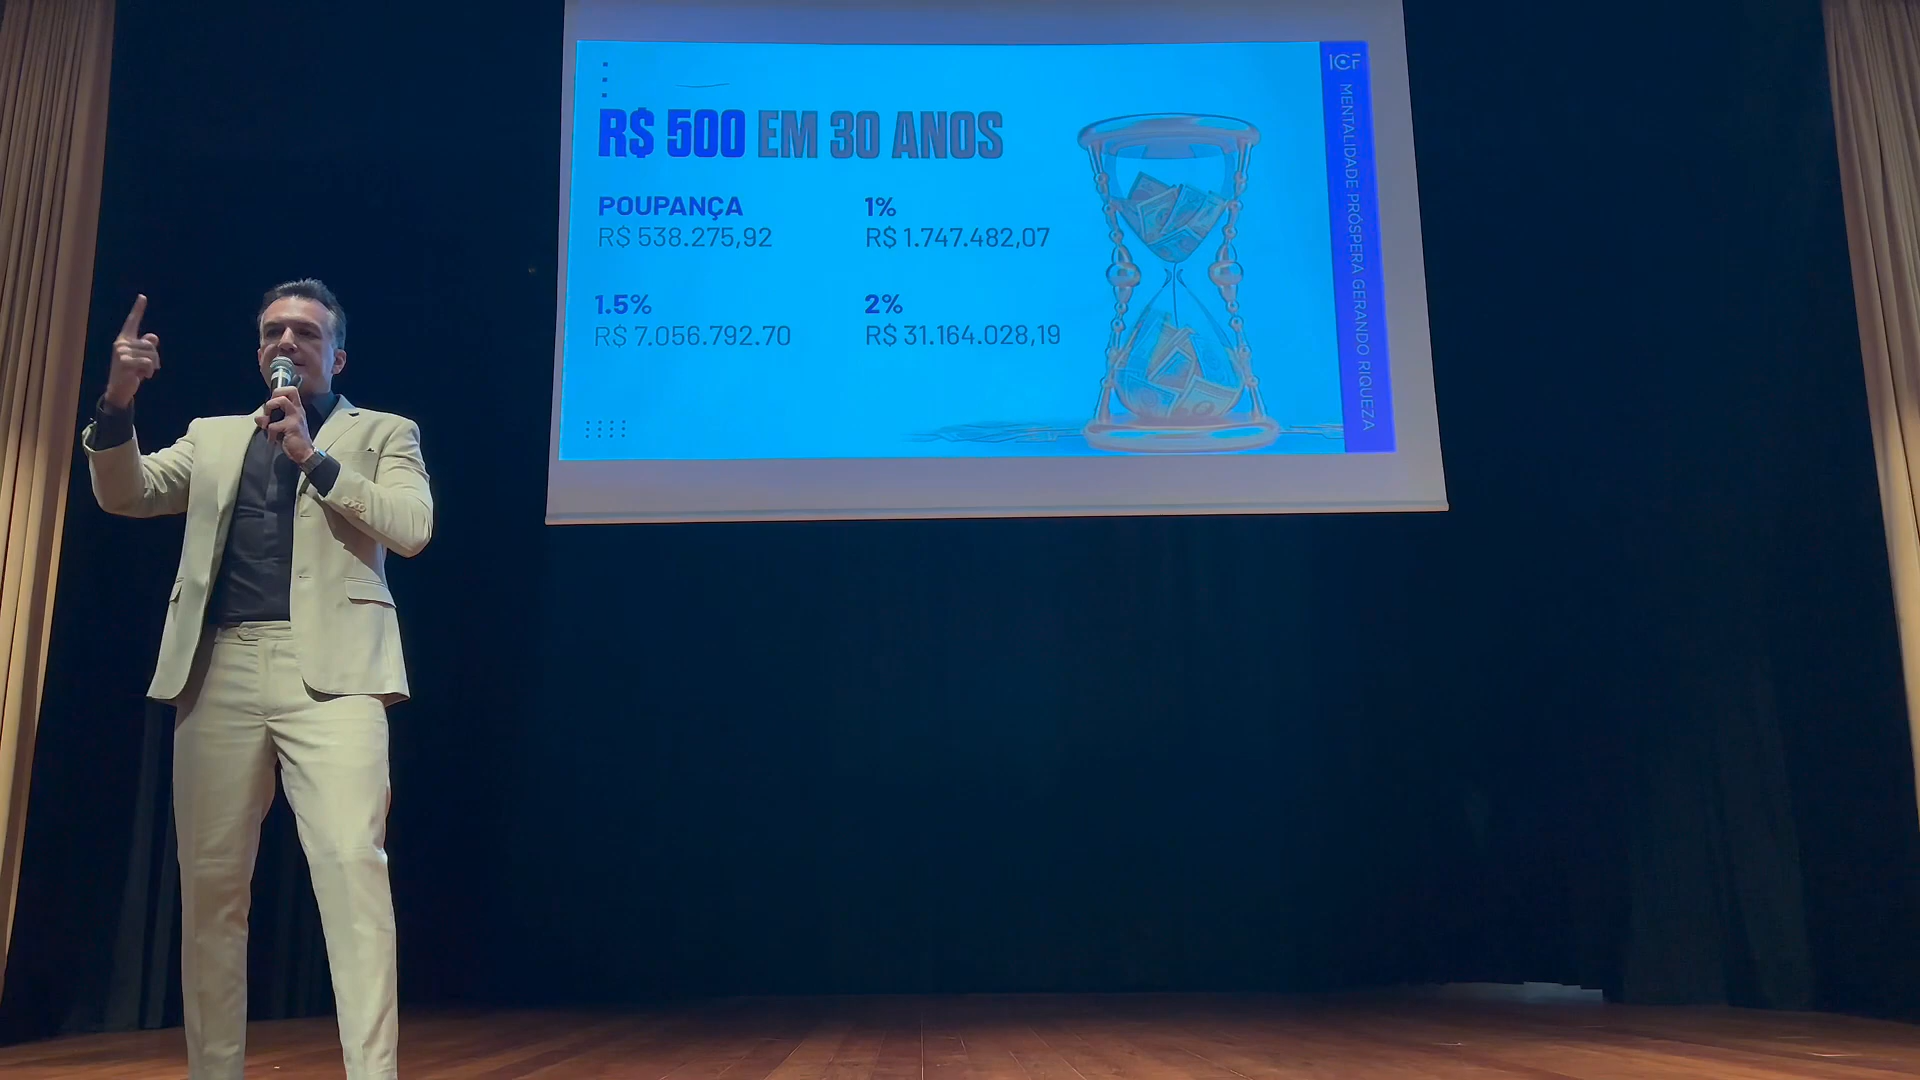 R$ 500 EM 30 ANOS
POUPANÇA
R$ 538.275,92
1%
R$ 1.747.482,07
1.5%
R$ 7.056.792.70
2%
R$ 31.164.028,19
MENTALIDADE PRÓSPERA GERANDO RIQUEZA